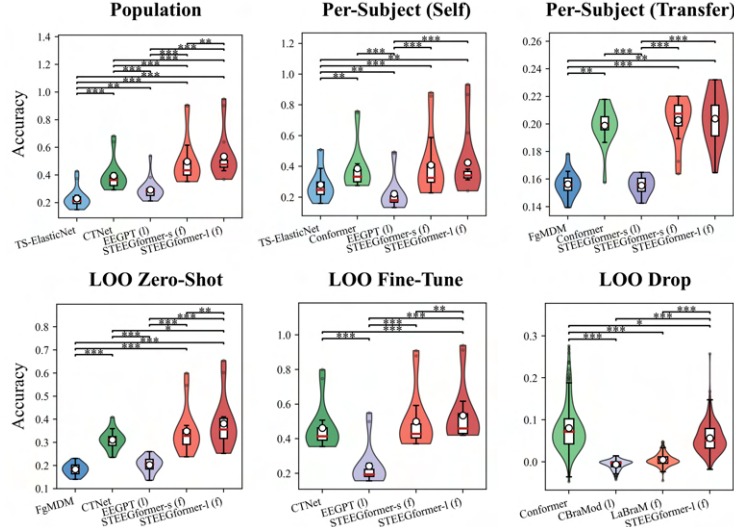 Population
Per-Subject (Self)
Per-Subject (Transfer)
Accuracy
1.4
1.2
1.0
0.8
0.6
0.4
0.2
**
***
***
***
***
***
***
***
**
***
TS-ElasticNet
CTNet
EEGPT (l)
STEEGformer-s (f)
STEEGformer-l (f)
1.2
1.0
0.8
0.6
0.4
0.2
***
***
**
***
**
**
TS-ElasticNet
Conformer
EEGPT (l)
STEEGformer-s (f)
STEEGformer-l (f)
0.26
0.24
0.22
0.20
0.18
0.16
0.14
***
***
***
**
***
**
FgMDM
Conformer
STEEGformer-s (l)
STEEGformer-s (f)
STEEGformer-l (f)
LOO Zero-Shot
LOO Fine-Tune
LOO Drop
Accuracy
0.8
0.7
0.6
0.5
0.4
0.3
0.2
0.1
**
***
***
*
***
***
***
***
FgMDM
CTNet
EEGPT (l)
STEEGformer-s (f)
STEEGformer-l (f)
1.0
0.8
0.6
0.4
0.2
**
***
***
***
***
CTNet
EEGPT (l)
STEEGformer-s (f)
STEEGformer-l (f)
0.3
0.2
0.1
0.0
***
***
*
***
***
Conformer
CBraMod (l)
LaBraM (f)
STEEGformer-l (f)